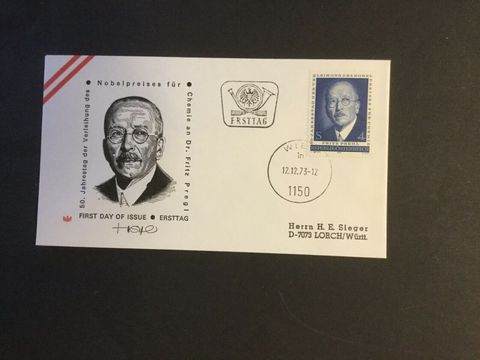 50. Jahrestag der Verleihung des
Nobelpreises für
Chemie an Dr. Fritz Pregl
FIRST DAY OF ISSUE ● ERSTTAG
ERSTTAG
S 4
FRITZ PREGL
REPUBLIK ÖSTERREICH
WIEN
12.12.73-12
1150
Herrn H. E. Sieger
D-7073 LORCH/Württ.